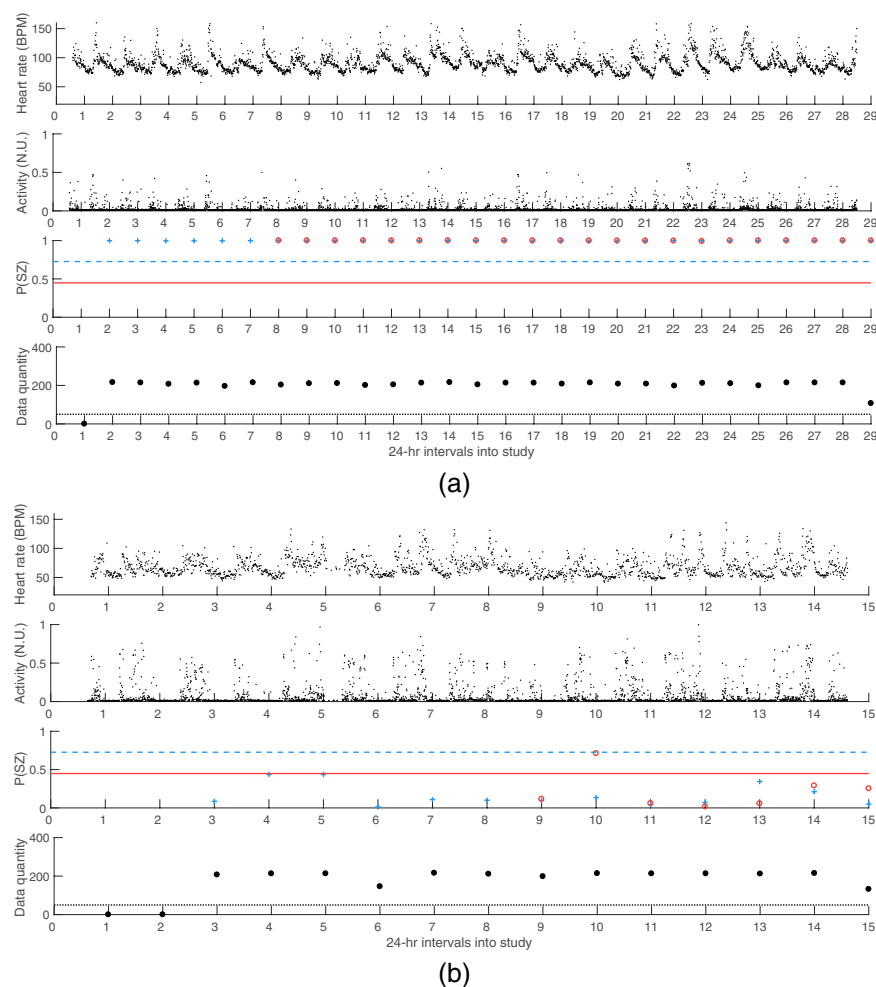 Heart rate (BPM)
150
100
50
0 1 2 3 4 5 6 7 8 9 10 11 12 13 14 15 16 17 18 19 20 21 22 23 24 25 26 27 28 29
Activity (N.U.)
1
0.5
0
0 1 2 3 4 5 6 7 8 9 10 11 12 13 14 15 16 17 18 19 20 21 22 23 24 25 26 27 28 29
P(SZ)
1
0.5
0
0 1 2 3 4 5 6 7 8 9 10 11 12 13 14 15 16 17 18 19 20 21 22 23 24 25 26 27 28 29
Data quantity
400
200
0
0 1 2 3 4 5 6 7 8 9 10 11 12 13 14 15 16 17 18 19 20 21 22 23 24 25 26 27 28 29
24-hr intervals into study
(a)
Heart rate (BPM)
150
100
50
0 1 2 3 4 5 6 7 8 9 10 11 12 13 14 15
Activity (N.U.)
1
0.5
0
0 1 2 3 4 5 6 7 8 9 10 11 12 13 14 15
P(SZ)
1
0.5
0
0 1 2 3 4 5 6 7 8 9 10 11 12 13 14 15
Data quantity
400
200
0
0 1 2 3 4 5 6 7 8 9 10 11 12 13 14 15
24-hr intervals into study
(b)